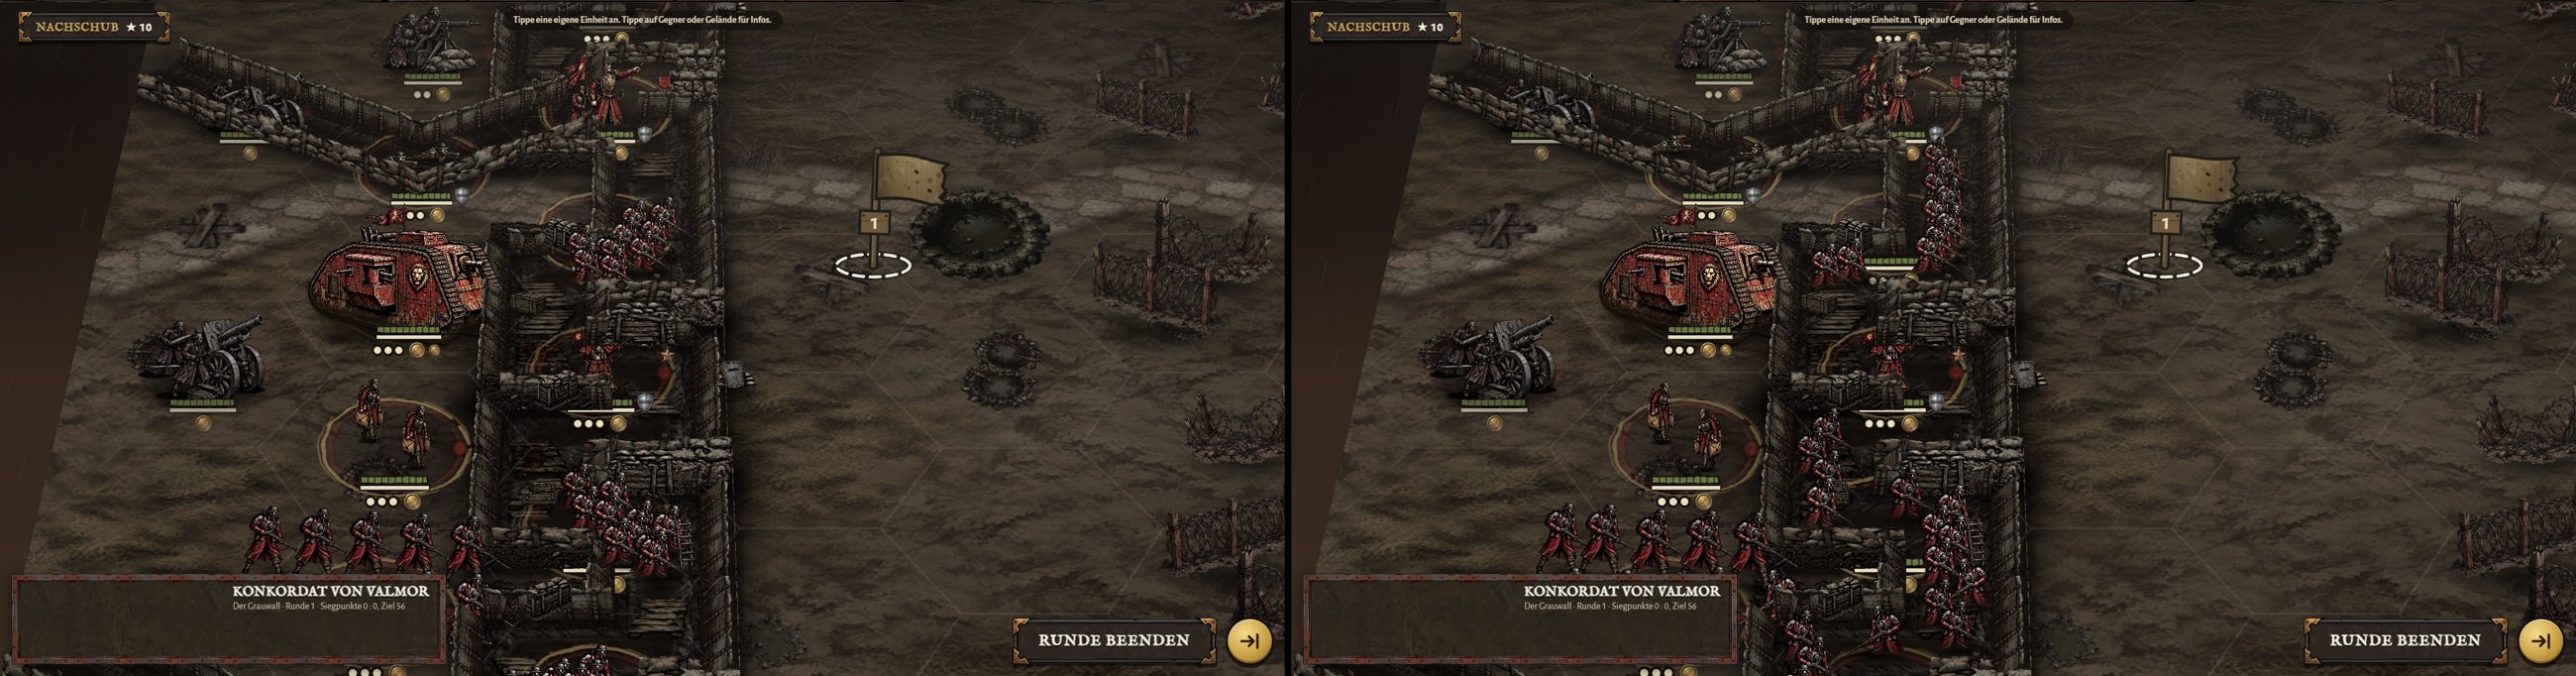 NACHSCHUB ★ 10
Tippe eine eigene Einheit an. Tippe auf Gegner oder Gelände für Infos.
1
KONKORDAT VON VALMOR
Der Grauwall · Runde 1 · Siegpunkte 0 : 0, Ziel 56
RUNDE BEENDEN
NACHSCHUB ★ 10
Tippe eine eigene Einheit an. Tippe auf Gegner oder Gelände für Infos.
1
KONKORDAT VON VALMOR
Der Grauwall · Runde 1 · Siegpunkte 0 : 0, Ziel 56
RUNDE BEENDEN